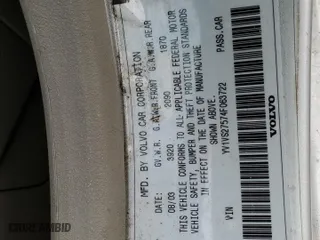 MFD. BY VOLVO CAR CORPORATION
DATE: G.V.W.R. G.A.W.R. FRONT G.A.W.R. REAR
08/03 3920 2090 1870
THIS VEHICLE CONFORMS TO ALL APPLICABLE FEDERAL MOTOR
VEHICLE SAFETY, BUMPER AND THEFT PROTECTION STANDARDS
IN EFFECT ON THE DATE OF MANUFACTURE
SHOWN ABOVE.
VIN YV1VS27574F063722 PASS.CAR
VOLVO